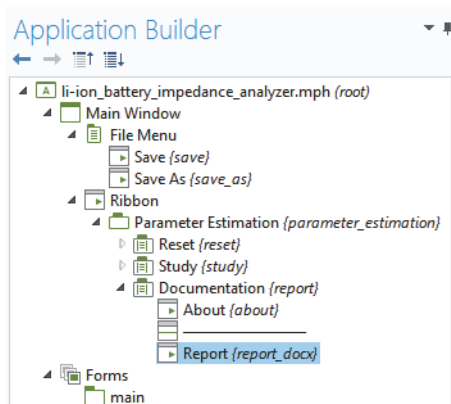 Application Builder
li-ion_battery_impedance_analyzer.mph (root)
Main Window
File Menu
Save {save}
Save As {save_as}
Ribbon
Parameter Estimation {parameter_estimation}
Reset {reset}
Study {study}
Documentation {report}
About {about}
Report {report_docx}
Forms
main